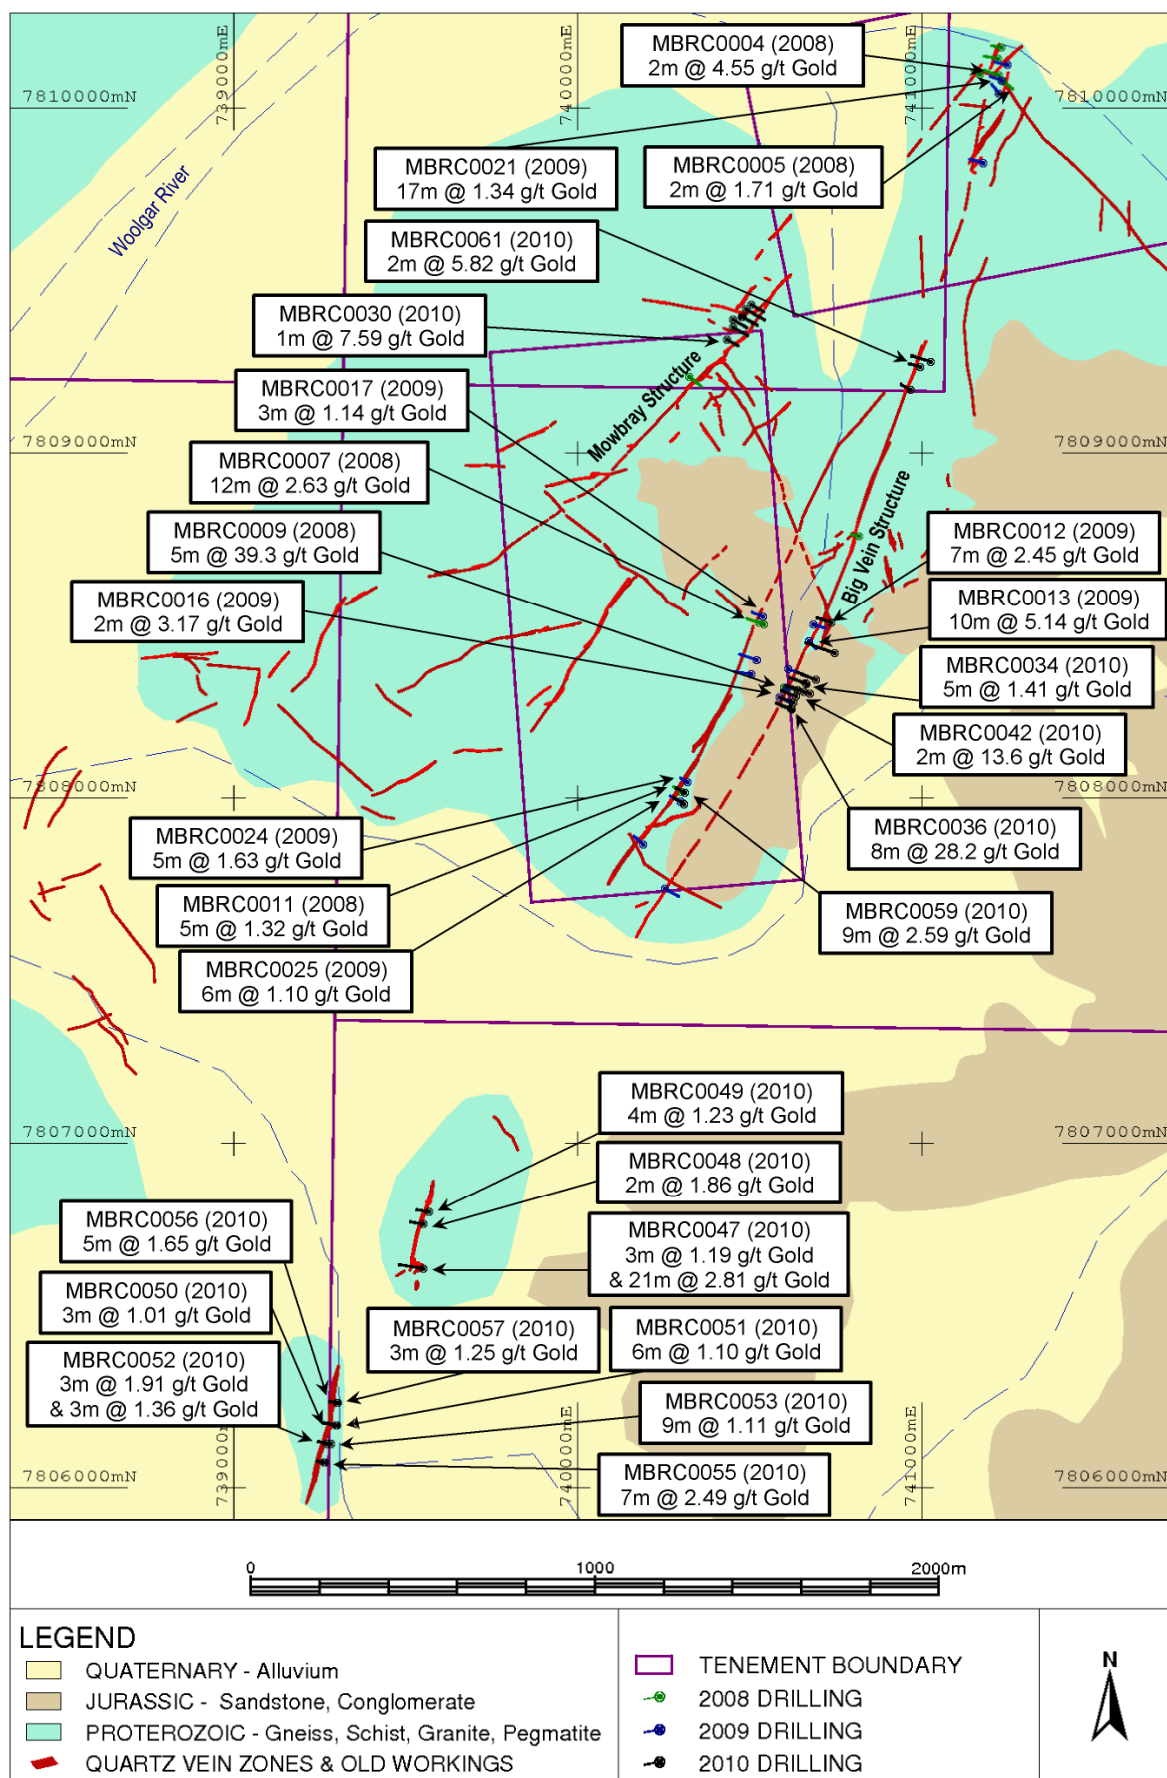 MBRC0004 (2008)
2m @ 4.55 g/t Gold
739000mE
740000mE
741000mE
7810000mN
7810000mN
Woolgar River
MBRC0021 (2009)
17m @ 1.34 g/t Gold
MBRC0005 (2008)
2m @ 1.71 g/t Gold
MBRC0061 (2010)
2m @ 5.82 g/t Gold
MBRC0030 (2010)
1m @ 7.59 g/t Gold
Mowbray Structure
MBRC0017 (2009)
3m @ 1.14 g/t Gold
7809000mN
7809000mN
MBRC0007 (2008)
12m @ 2.63 g/t Gold
MBRC0009 (2008)
5m @ 39.3 g/t Gold
Big Vein Structure
MBRC0012 (2009)
7m @ 2.45 g/t Gold
MBRC0016 (2009)
2m @ 3.17 g/t Gold
MBRC0013 (2009)
10m @ 5.14 g/t Gold
MBRC0034 (2010)
5m @ 1.41 g/t Gold
MBRC0042 (2010)
2m @ 13.6 g/t Gold
7808000mN
7808000mN
MBRC0024 (2009)
5m @ 1.63 g/t Gold
MBRC0036 (2010)
8m @ 28.2 g/t Gold
MBRC0011 (2008)
5m @ 1.32 g/t Gold
MBRC0059 (2010)
9m @ 2.59 g/t Gold
MBRC0025 (2009)
6m @ 1.10 g/t Gold
MBRC0049 (2010)
4m @ 1.23 g/t Gold
7807000mN
7807000mN
MBRC0048 (2010)
2m @ 1.86 g/t Gold
MBRC0056 (2010)
5m @ 1.65 g/t Gold
MBRC0047 (2010)
3m @ 1.19 g/t Gold
& 21m @ 2.81 g/t Gold
MBRC0050 (2010)
3m @ 1.01 g/t Gold
MBRC0057 (2010)
3m @ 1.25 g/t Gold
MBRC0051 (2010)
6m @ 1.10 g/t Gold
MBRC0052 (2010)
3m @ 1.91 g/t Gold
& 3m @ 1.36 g/t Gold
MBRC0053 (2010)
9m @ 1.11 g/t Gold
MBRC0055 (2010)
7m @ 2.49 g/t Gold
7806000mN
7806000mN
739000m
740000mE
741000mE
0 1000 2000m
LEGEND
QUATERNARY - Alluvium
JURASSIC - Sandstone, Conglomerate
PROTEROZOIC - Gneiss, Schist, Granite, Pegmatite
QUARTZ VEIN ZONES & OLD WORKINGS
TENEMENT BOUNDARY
2008 DRILLING
2009 DRILLING
2010 DRILLING
N